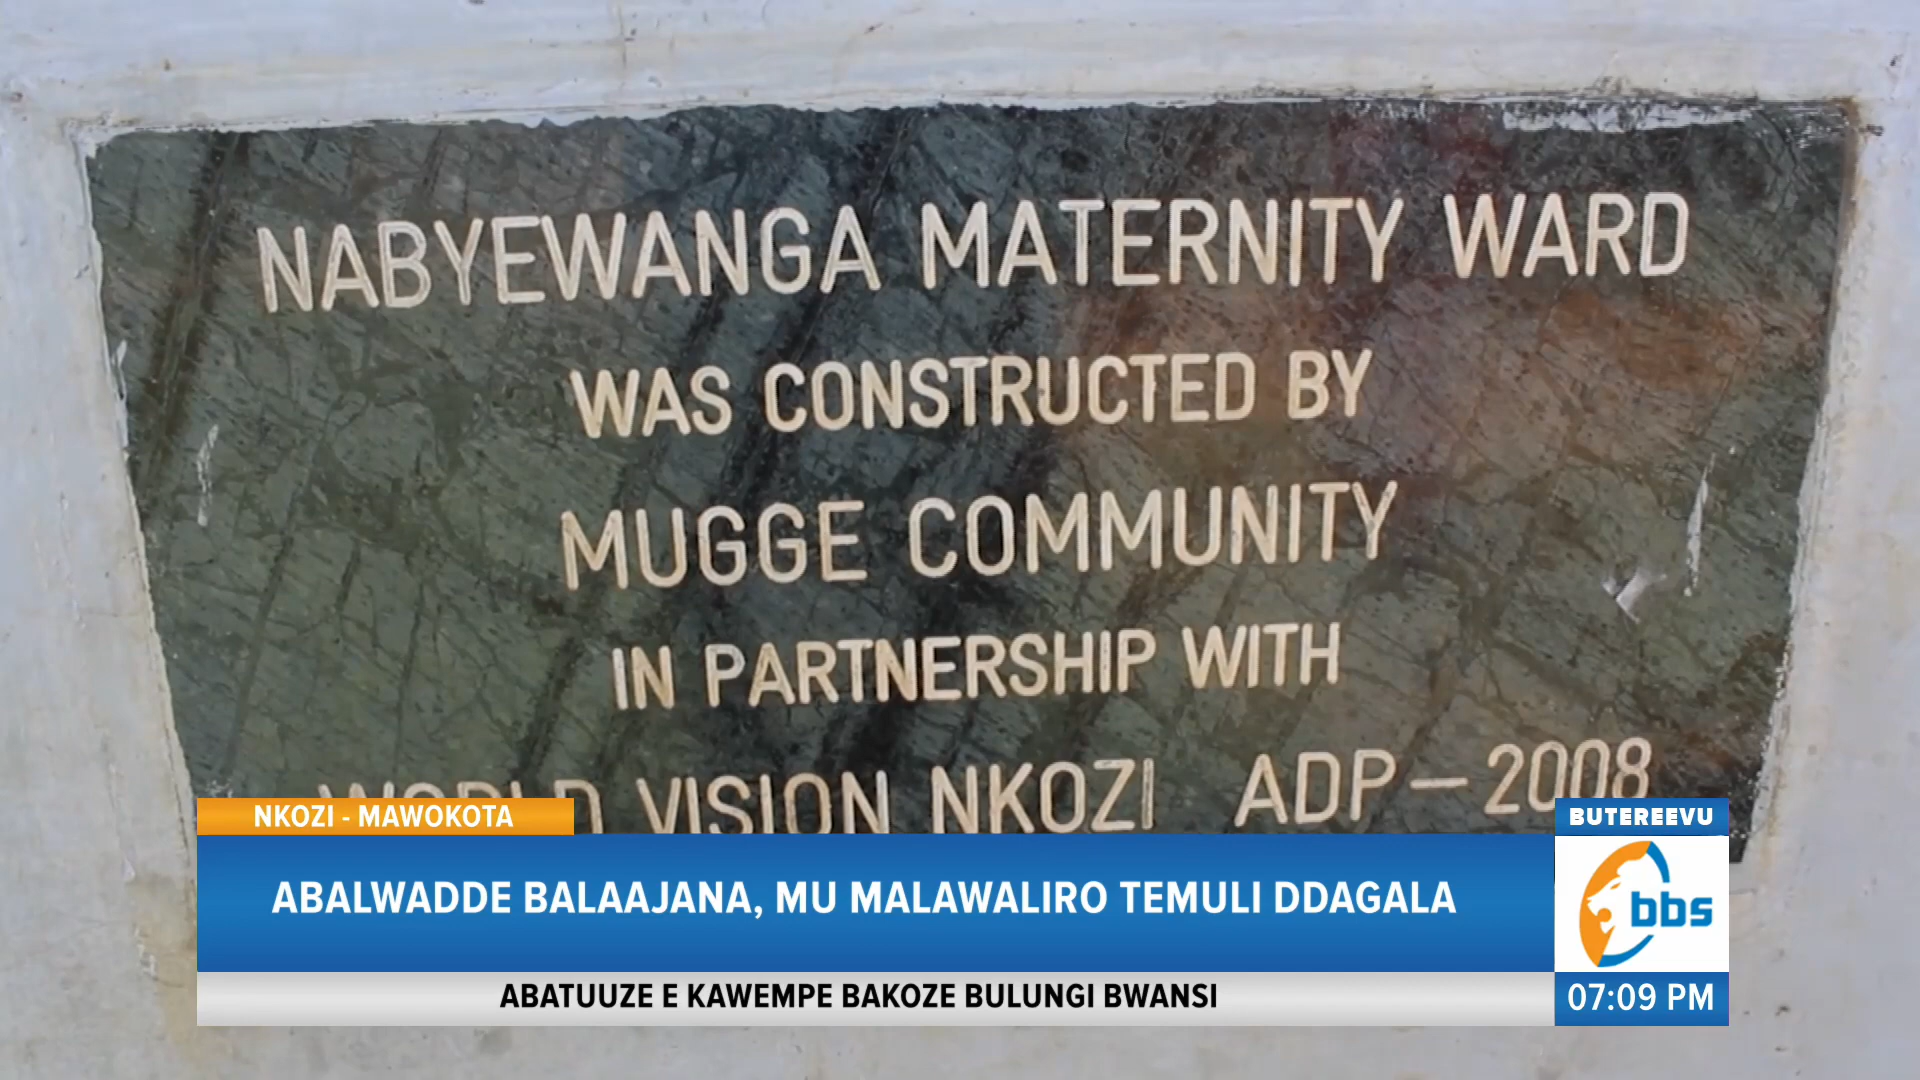 NABYEWANGA MATERNITY WARD
WAS CONSTRUCTED BY
MUGGE COMMUNITY
IN PARTNERSHIP WITH
WORLD VISION NKOZI ADP – 2008
NKOZI - MAWOKOTA
BUTEREEVU
ABALWADDE BALAAJANA, MU MALAWALIRO TEMULI DDAGALA
bbs
ABATUUZE E KAWEMPE BAKOZE BULUNGI BWANSI
07:09 PM